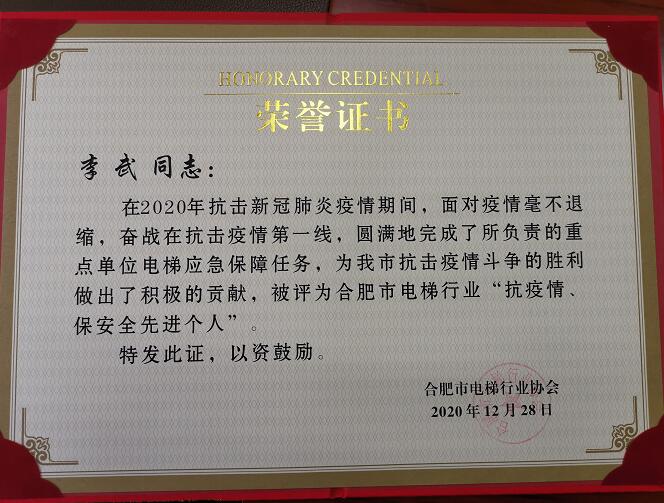 HONORARY CREDENTIAL
荣誉证书
李武 同志：
在2020年抗击新冠肺炎疫情期间，面对疫情毫不退
缩，奋战在抗击疫情第一线，圆满地完成了所负责的重
点单位电梯应急保障任务，为我市抗击疫情斗争的胜利
做出了积极的贡献，被评为合肥市电梯行业“抗疫情、
保安全先进个人”。
特发此证，以资鼓励。
合肥市电梯行业协会
2020年12月28日